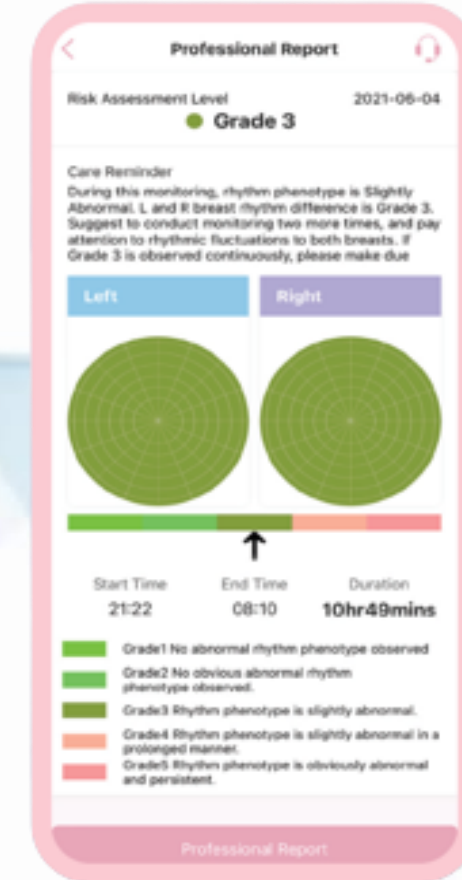 Professional Report
Risk Assessment Level 2021-06-04
Grade 3
Care Reminder
During this monitoring, rhythm phenotype is Slightly
Abnormal. L and R breast rhythm difference is Grade 3.
Suggest to conduct monitoring two more times, and pay
attention to rhythmic fluctuations to both breasts. If
Grade 3 is observed continuously, please make due
Left Right
Start Time End Time Duration
21:22 08:10 10hr49mins
Grade1 No abnormal rhythm phenotype observed
Grade2 No obvious abnormal rhythm
phenotype observed.
Grade3 Rhythm phenotype is slightly abnormal.
Grade4 Rhythm phenotype is slightly abnormal in a
prolonged manner.
Grade5 Rhythm phenotype is obviously abnormal
and persistent.
Professional Report